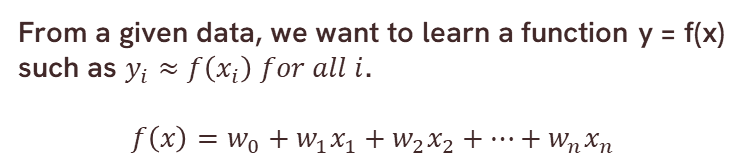 From a given data, we want to learn a function y = f(x)
such as yᵢ ≈ f(xᵢ) for all i.
f(x) = w₀ + w₁x₁ + w₂x₂ + ⋯ + wₙxₙ